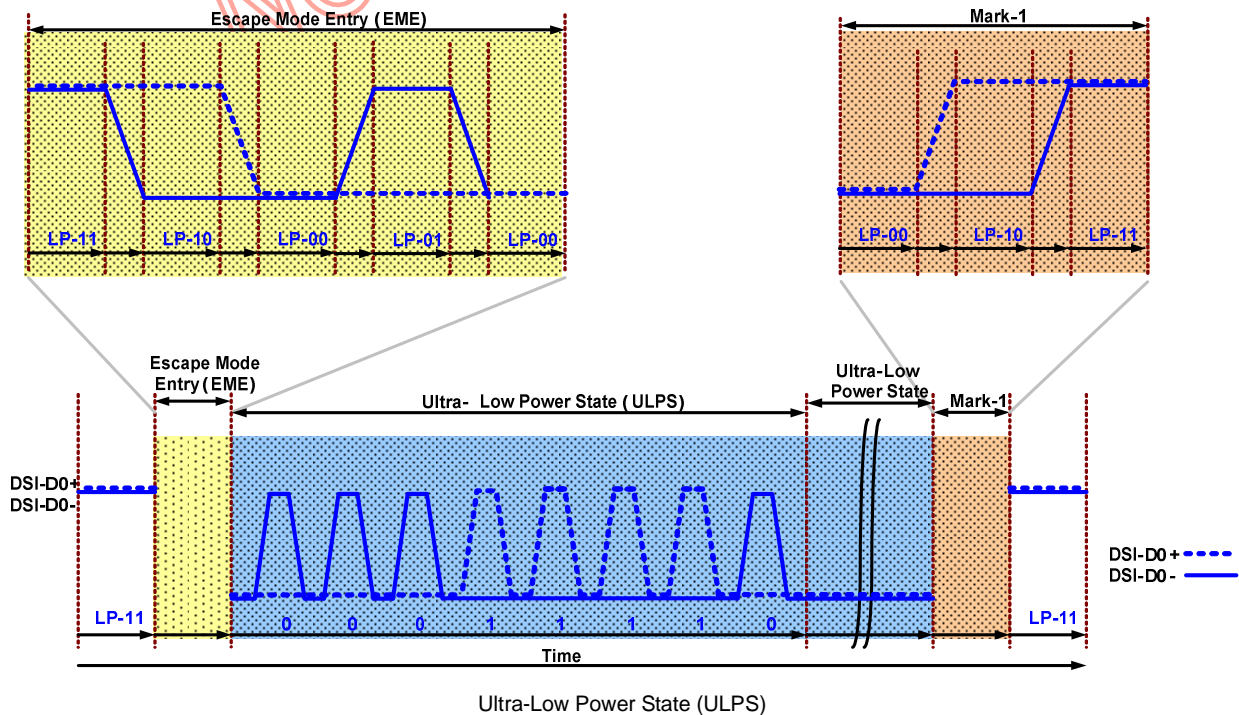 Escape Mode Entry (EME)
Mark-1
LP-11 LP-10 LP-00 LP-01 LP-00
LP-00 LP-10 LP-11
Escape Mode
Entry (EME)
Ultra- Low Power State (ULPS)
Ultra-Low
Power State
Mark-1
DSI-D0+
DSI-D0-
DSI-D0+
DSI-D0-
LP-11 0 0 0 1 1 1 1 0 LP-11
Time
Ultra-Low Power State (ULPS)